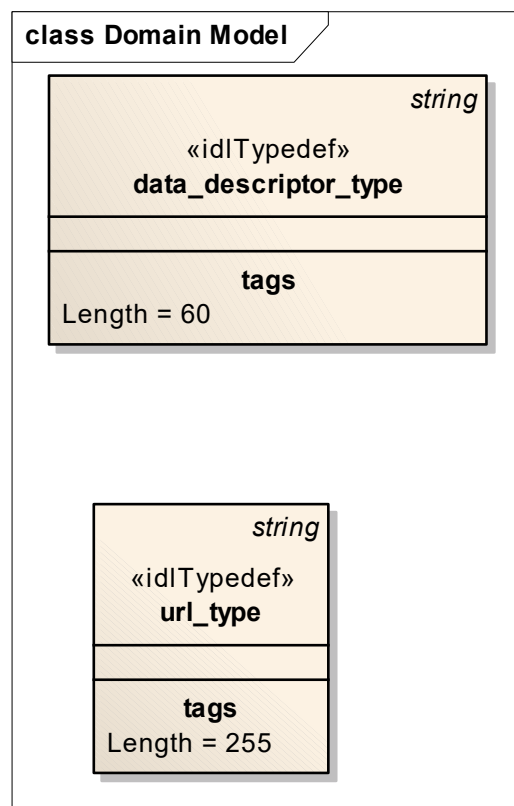 class Domain Model
string
«idlTypedef»
data_descriptor_type
tags
Length = 60
string
«idlTypedef»
url_type
tags
Length = 255